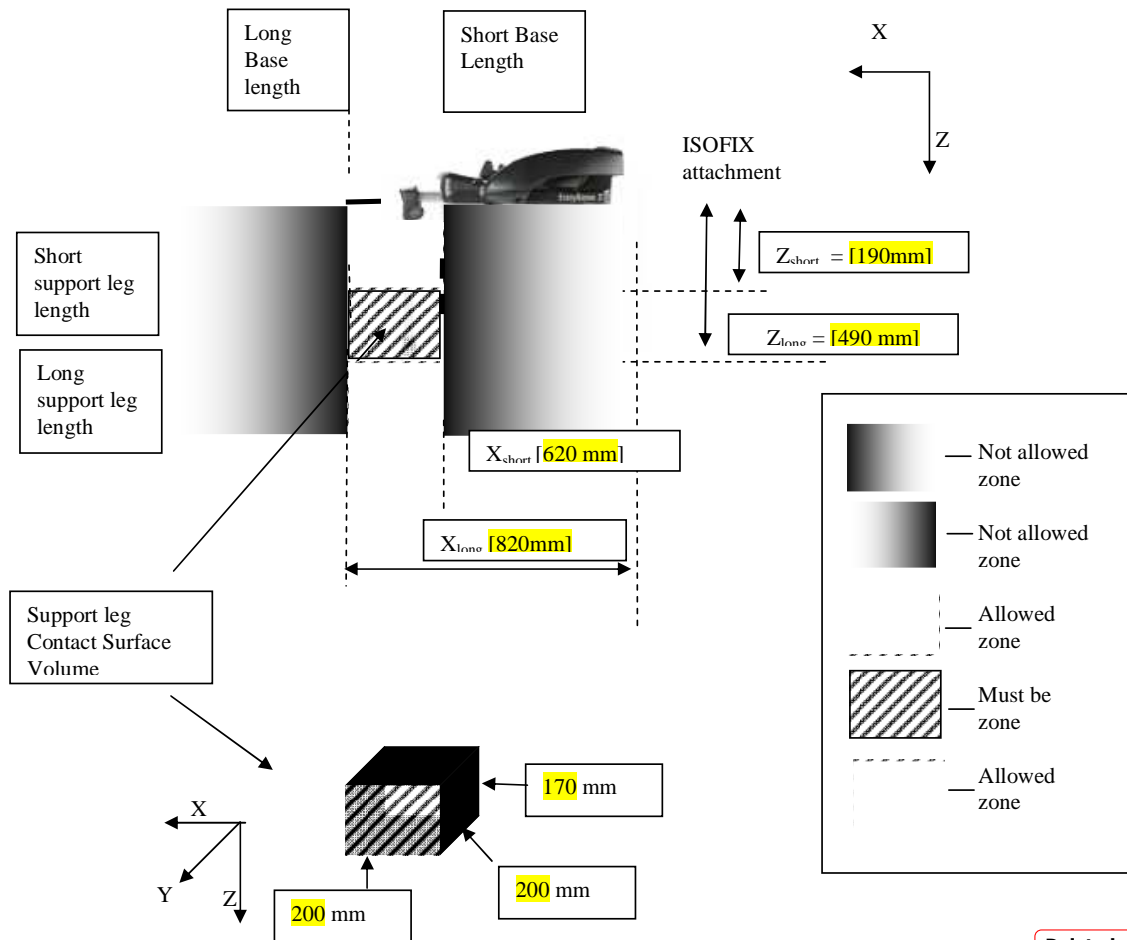 Long
Base
length
Short Base
Length
X
Z
ISOFIX
attachment
Short
support leg
length
Zshort = [190mm]
Zlong = [490 mm]
Long
support leg
length
Xshort [620 mm]
Xlong [820mm]
Not allowed
zone
Not allowed
zone
Allowed
zone
Must be
zone
Allowed
zone
Support leg
Contact Surface
Volume
X
Y
Z
170 mm
200 mm
200 mm